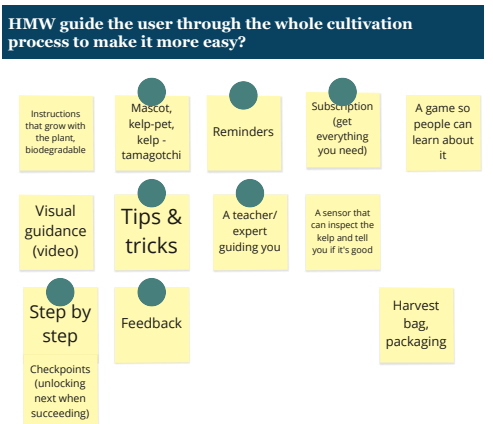 HMW guide the user through the whole cultivation
process to make it more easy?
Instructions
that grow with
the plant,
biodegradable
Mascot,
kelp-pet,
kelp -
tamagotchi
Reminders
Subscription
(get
everything
you need)
A game so
people can
learn about
it
Visual
guidance
(video)
Tips &
tricks
A teacher/
expert
guiding you
A sensor that
can inspect the
kelp and tell
you if it's good
Step by
step
Feedback
Harvest
bag,
packaging
Checkpoints
(unlocking
next when
succeeding)